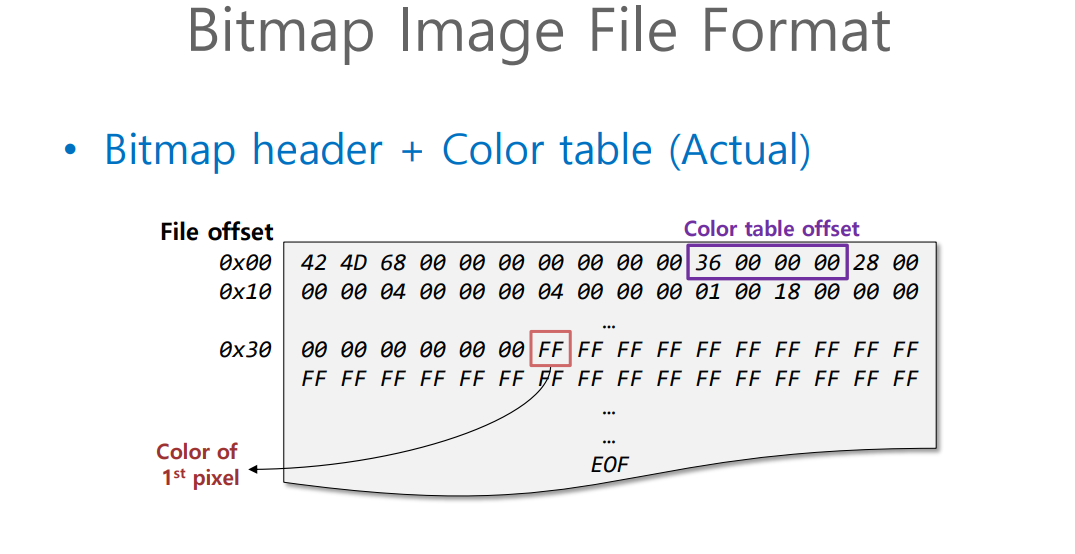 Bitmap Image File Format
• Bitmap header + Color table (Actual)
File offset
Color table offset
0x00 42 4D 68 00 00 00 00 00 00 00 36 00 00 00 28 00
0x10 00 00 04 00 00 00 04 00 00 00 01 00 18 00 00 00
…
0x30 00 00 00 00 00 00 FF FF FF FF FF FF FF FF FF FF
FF FF FF FF FF FF FF FF FF FF FF FF FF FF FF FF
…
…
EOF
Color of
1st pixel